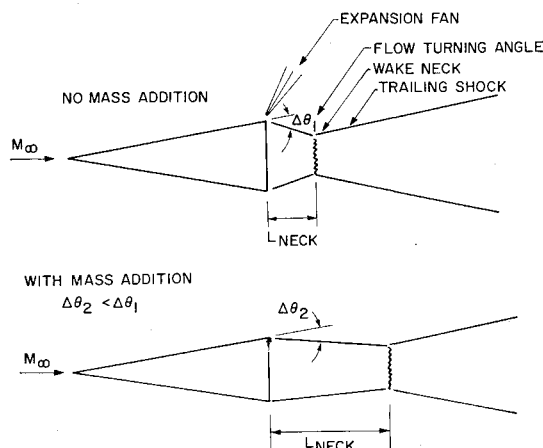 EXPANSION FAN
FLOW TURNING ANGLE
WAKE NECK
TRAILING SHOCK
NO MASS ADDITION
Δθ1
M∞
LNECK
WITH MASS ADDITION
Δθ2 < Δθ1
Δθ2
M∞
LNECK